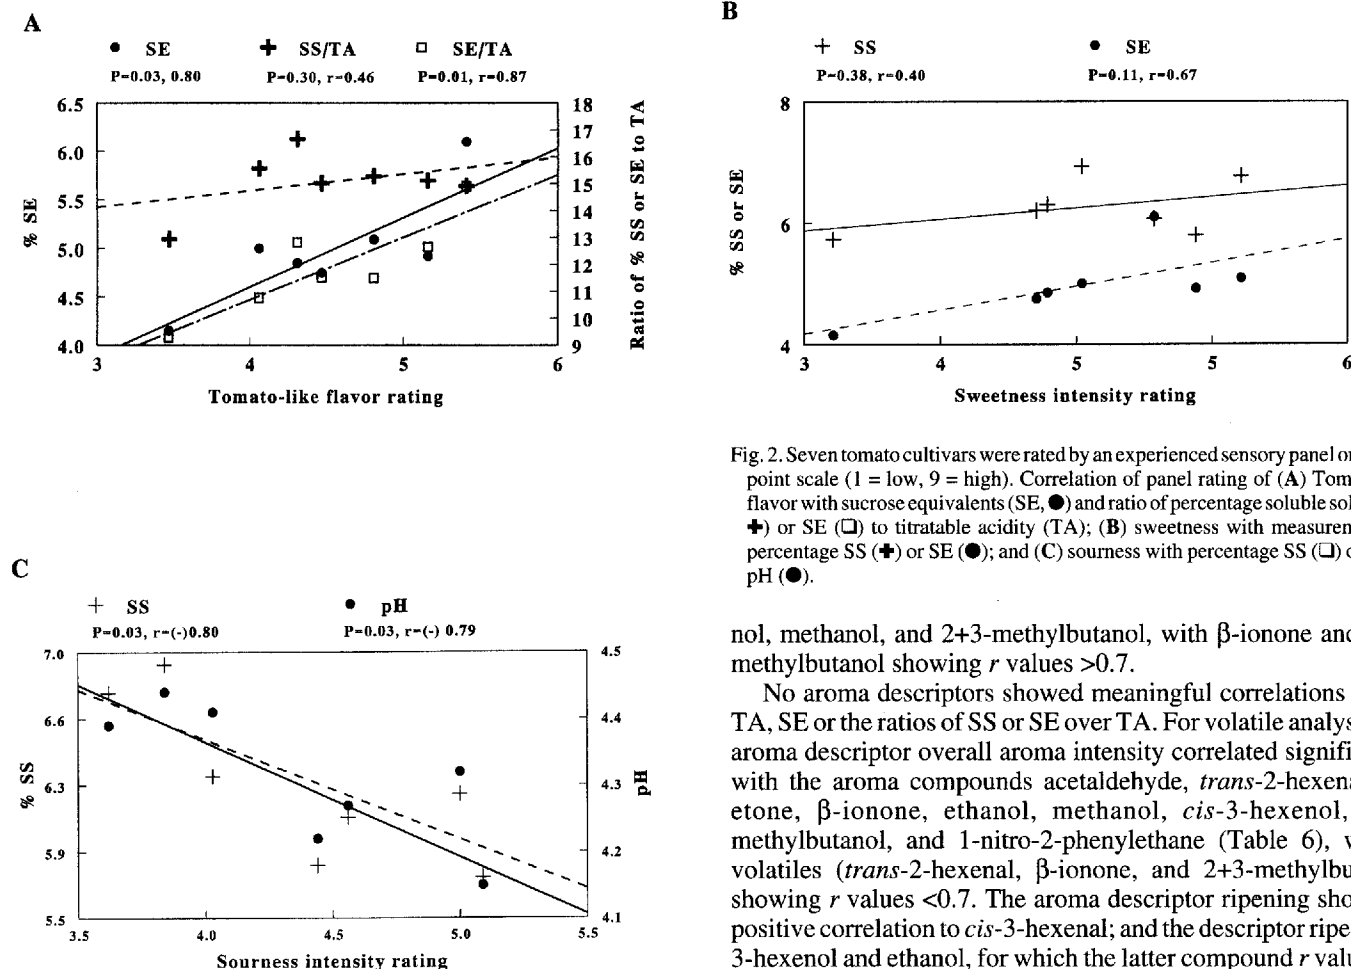 A
● SE ✚ SS/TA □ SE/TA
P=0.03, 0.80 P=0.30, r=0.46 P=0.01, r=0.87
6.5
6.0
5.5
5.0
4.5
4.0
% SE
18
17
16
15
14
13
12
11
10
9
Ratio of % SS or SE to TA
3 4 5 6
Tomato-like flavor rating
B
+ SS ● SE
P=0.38, r=0.40 P=0.11, r=0.67
8
6
4
% SS or SE
3 4 5 5 6
Sweetness intensity rating
Fig. 2. Seven tomato cultivars were rated by an experienced sensory panel on
point scale (1 = low, 9 = high). Correlation of panel rating of (A) Tom
flavor with sucrose equivalents (SE, ●) and ratio of percentage soluble sol
✚) or SE (❑) to titratable acidity (TA); (B) sweetness with measuren
percentage SS (✚) or SE (●); and (C) sourness with percentage SS (❑) o
pH (●).
C
+ SS ● pH
P=0.03, r=(-)0.80 P=0.03, r=(-) 0.79
7.0
6.6
6.3
5.9
5.5
% SS
4.5
4.4
4.3
4.2
4.1
pH
3.5 4.0 4.5 5.0 5.5
Sourness intensity rating
nol, methanol, and 2+3-methylbutanol, with β-ionone and
methylbutanol showing r values >0.7.
No aroma descriptors showed meaningful correlations
TA, SE or the ratios of SS or SE over TA. For volatile analys
aroma descriptor overall aroma intensity correlated signifi
with the aroma compounds acetaldehyde, trans-2-hexena
etone, β-ionone, ethanol, methanol, cis-3-hexenol,
methylbutanol, and 1-nitro-2-phenylethane (Table 6), v
volatiles (trans-2-hexenal, β-ionone, and 2+3-methylbu
showing r values <0.7. The aroma descriptor ripening sho
positive correlation to cis-3-hexenal; and the descriptor ripe
3-hexenol and ethanol, for which the latter compound r valu